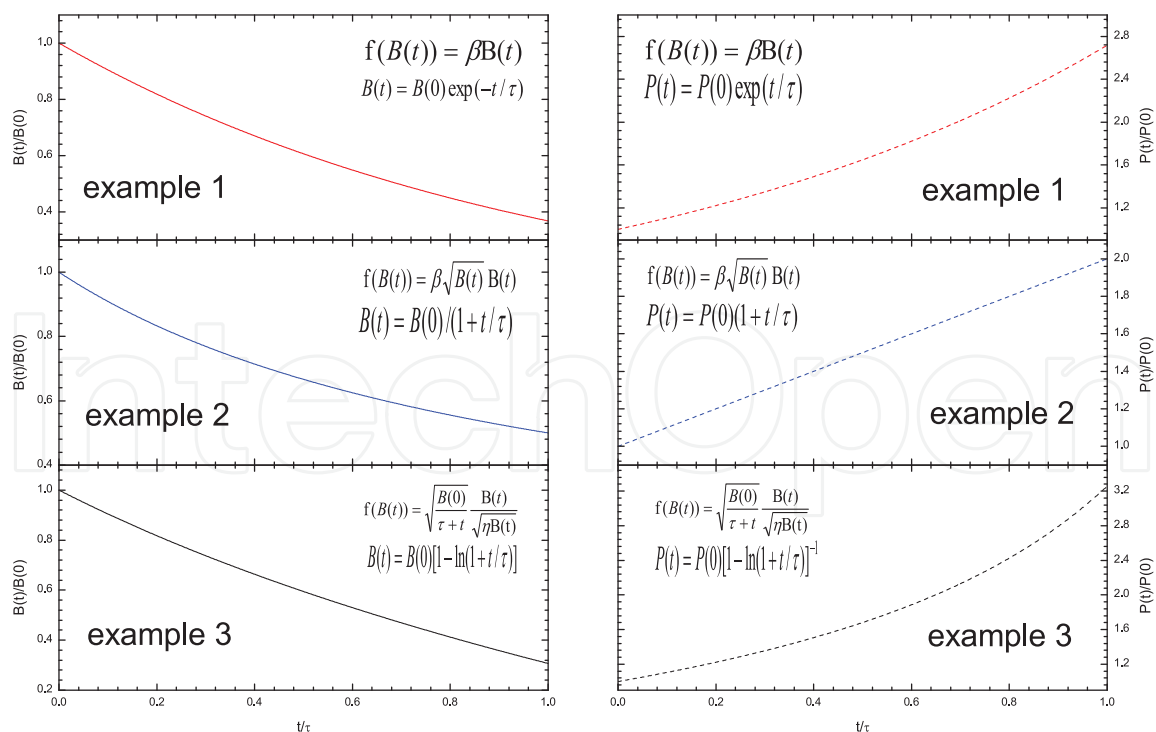 B(t)/B(0)
1.0
0.8
0.6
0.4
f(B(t)) = βB(t)
B(t) = B(0)exp(−t/τ)
example 1
B(t)/B(0)
1.0
0.8
0.6
0.4
f(B(t)) = β√B(t) B(t)
B(t) = B(0)/(1+t/τ)
example 2
B(t)/B(0)
1.0
0.8
0.6
0.4
0.2
f(B(t)) = √(B(0)/(τ+t)) B(t)/√(ηB(t))
B(t) = B(0)[1−ln(1+t/τ)]
example 3
0.0 0.2 0.4 0.6 0.8 1.0
t/τ
f(B(t)) = βB(t)
P(t) = P(0)exp(t/τ)
example 1
2.8
2.4
2.0
1.6
1.2
P(t)/P(0)
f(B(t)) = β√B(t) B(t)
P(t) = P(0)(1+t/τ)
example 2
2.0
1.8
1.6
1.4
1.2
1.0
P(t)/P(0)
f(B(t)) = √(B(0)/(τ+t)) B(t)/√(ηB(t))
P(t) = P(0)[1−ln(1+t/τ)]⁻¹
example 3
3.2
2.8
2.4
2.0
1.6
1.2
P(t)/P(0)
0.0 0.2 0.4 0.6 0.8 1.0
t/τ
IntechOpen